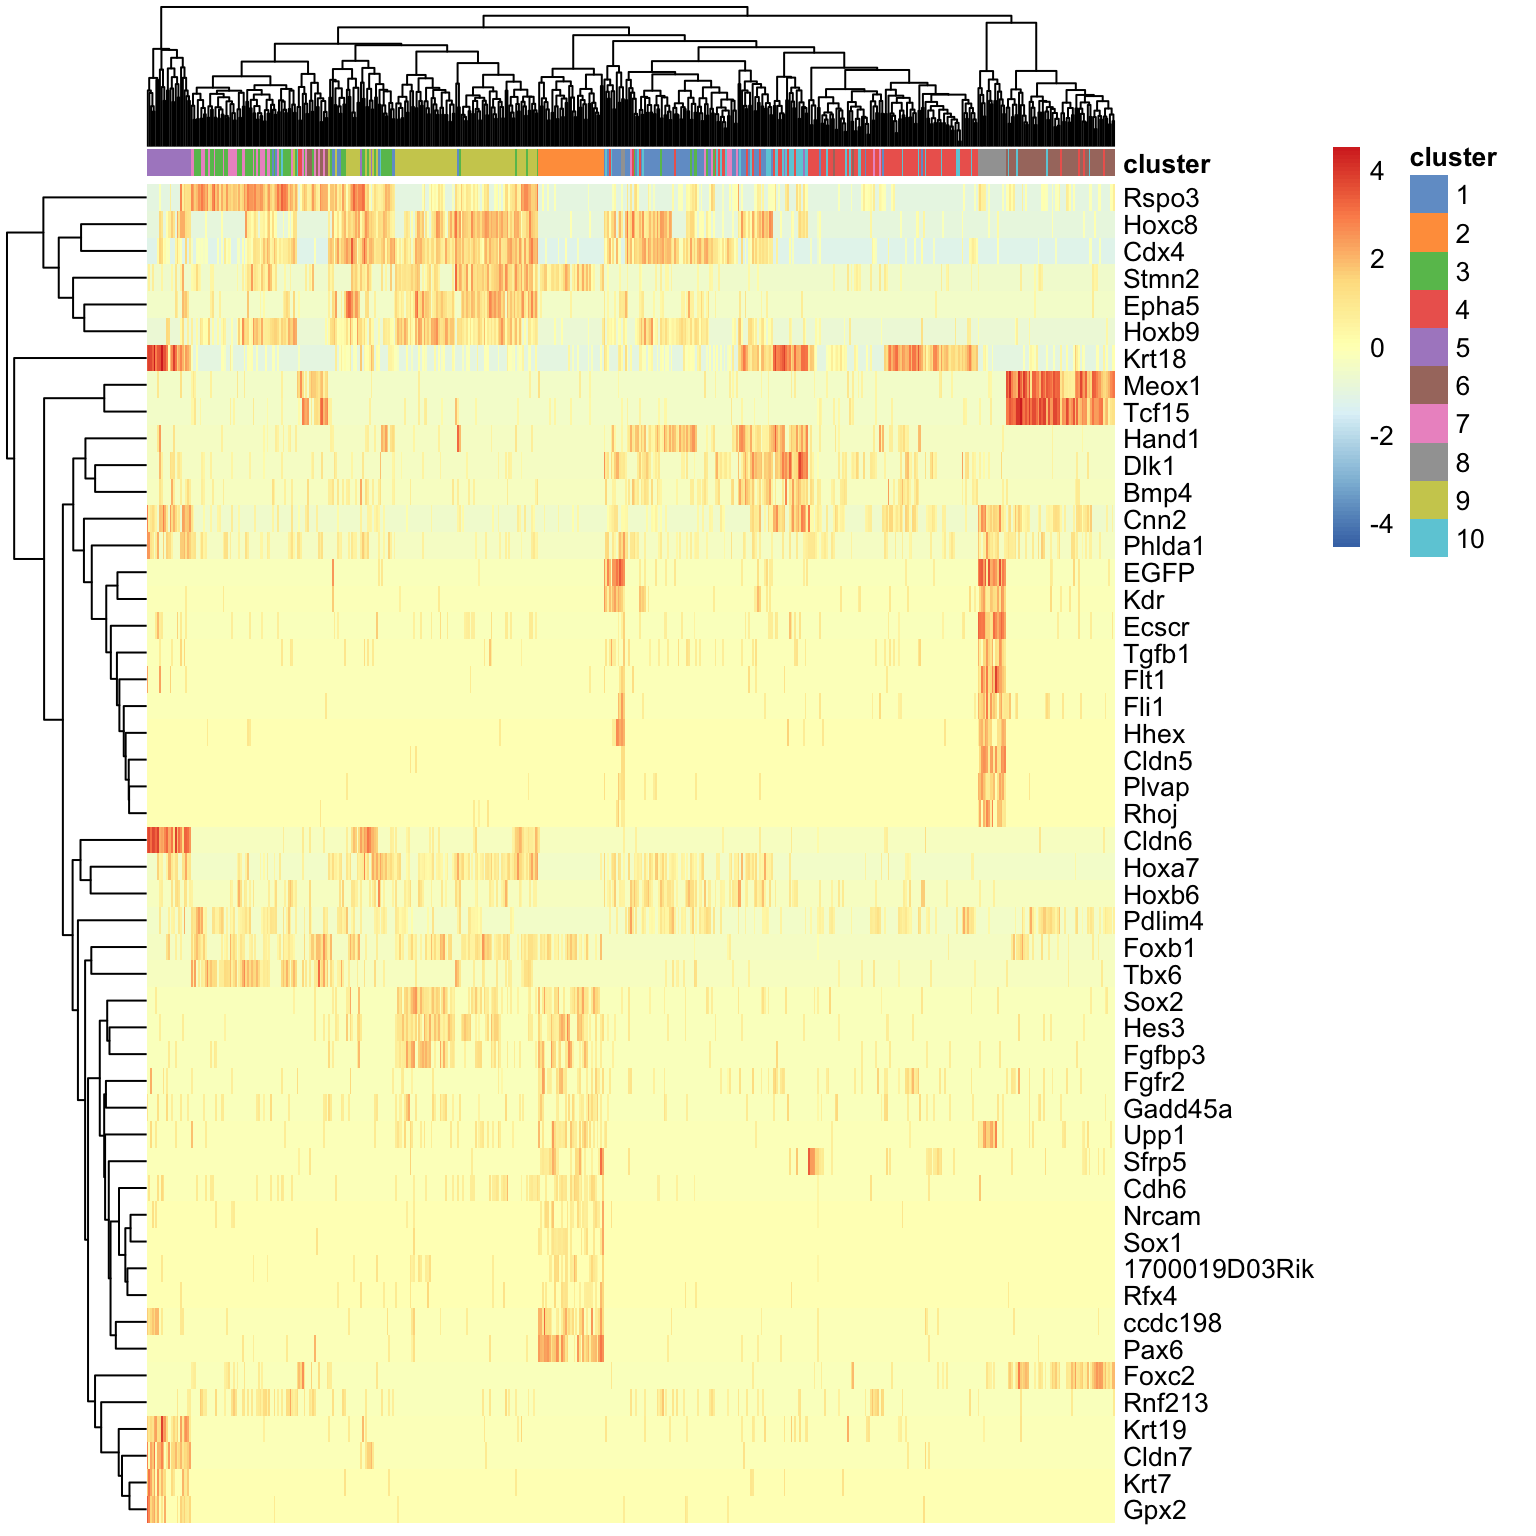 cluster
Rspo3
Hoxc8
Cdx4
Stmn2
Epha5
Hoxb9
Krt18
Meox1
Tcf15
Hand1
Dlk1
Bmp4
Cnn2
Phlda1
EGFP
Kdr
Ecscr
Tgfb1
Flt1
Fli1
Hhex
Cldn5
Plvap
Rhoj
Cldn6
Hoxa7
Hoxb6
Pdlim4
Foxb1
Tbx6
Sox2
Hes3
Fgfbp3
Fgfr2
Gadd45a
Upp1
Sfrp5
Cdh6
Nrcam
Sox1
1700019D03Rik
Rfx4
ccdc198
Pax6
Foxc2
Rnf213
Krt19
Cldn7
Krt7
Gpx2
4
2
0
-2
-4
cluster
1
2
3
4
5
6
7
8
9
10